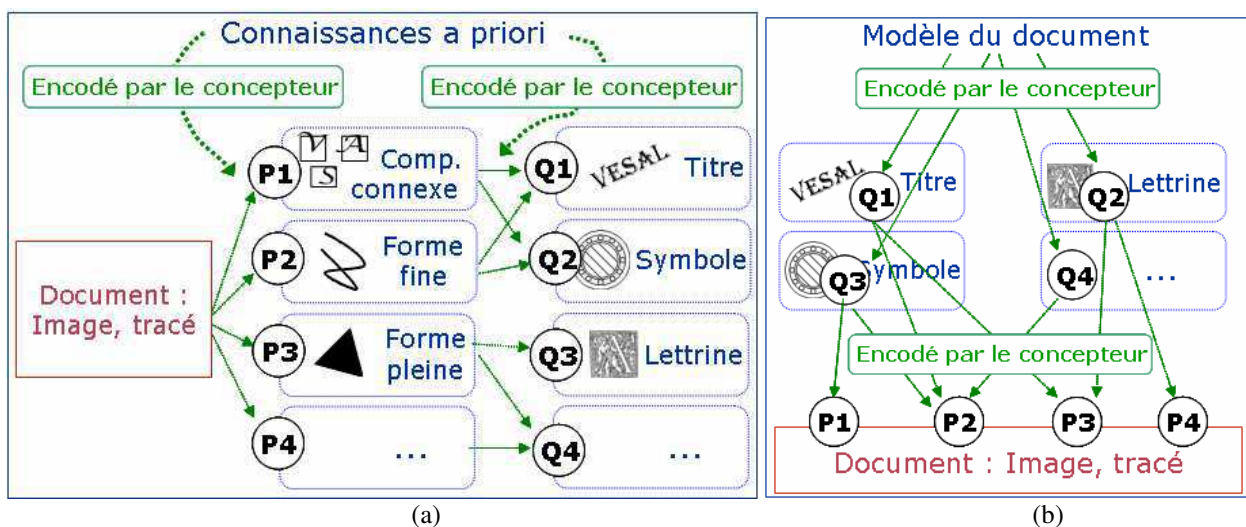 Connaissances a priori
Encodé par le concepteur
Encodé par le concepteur
P1
V A
S
Comp.
connexe
Q1
VESAL
Titre
P2
Forme
fine
Q2
Symbole
Document :
Image, tracé
P3
Forme
pleine
Q3
A
Lettrine
P4
...
Q4
...
(a)
Modèle du document
Encodé par le concepteur
VESAL
Q1
Titre
A
Q2
Lettrine
Q3
Symbole
Q4
...
Encodé par le concepteur
P1
P2
P3
P4
Document : Image, tracé
(b)